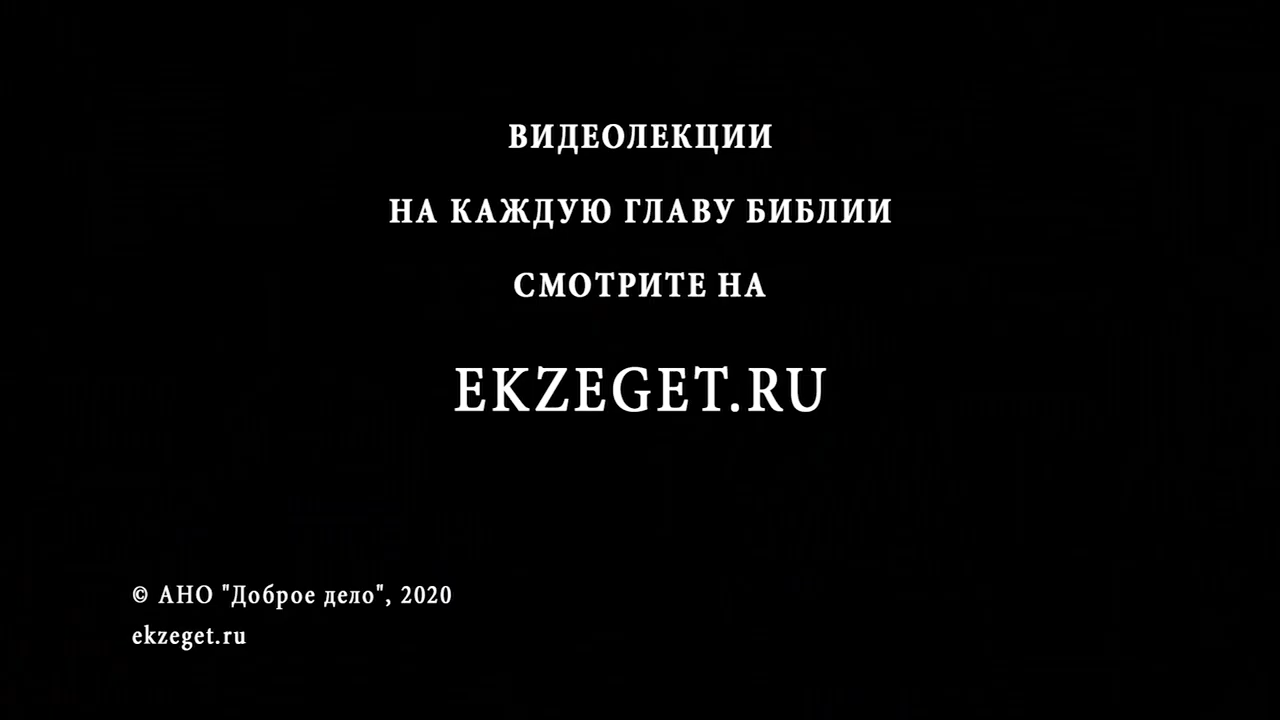 ВИДЕОЛЕКЦИИ
НА КАЖДУЮ ГЛАВУ БИБЛИИ
СМОТРИТЕ НА
EKZEGET.RU
© АНО "Доброе дело", 2020
ekzeget.ru